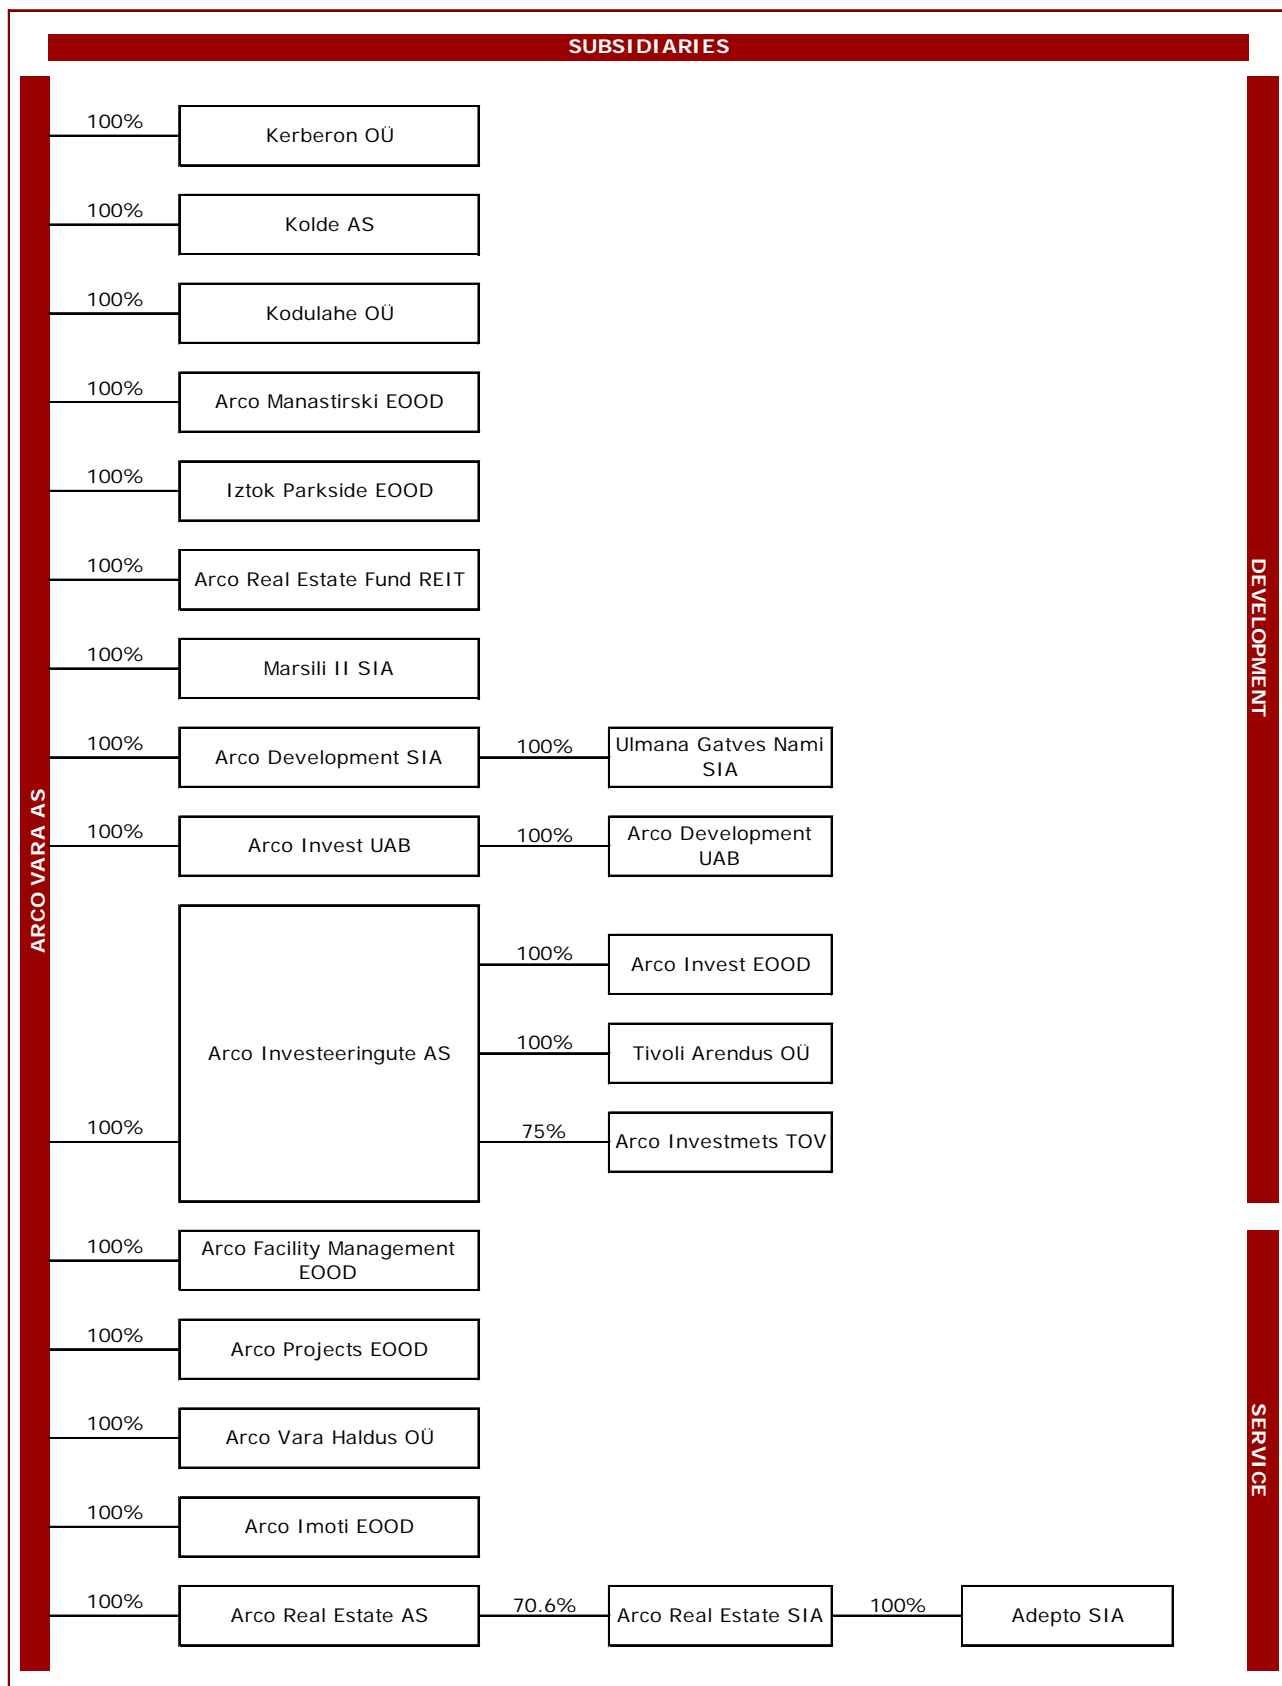 SUBSIDIARIES
ARCO VARA AS
DEVELOPMENT
100%
Kerberon OÜ
100%
Kolde AS
100%
Kodulahe OÜ
100%
Arco Manastirski EOOD
100%
Iztok Parkside EOOD
100%
Arco Real Estate Fund REIT
100%
Marsili II SIA
100%
Arco Development SIA
100%
Ulmana Gatves Nami
SIA
100%
Arco Invest UAB
100%
Arco Development
UAB
100%
Arco Investeeringute AS
100%
Arco Invest EOOD
100%
Tivoli Arendus OÜ
75%
Arco Investmets TOV
SERVICE
100%
Arco Facility Management
EOOD
100%
Arco Projects EOOD
100%
Arco Vara Haldus OÜ
100%
Arco Imoti EOOD
100%
Arco Real Estate AS
70.6%
Arco Real Estate SIA
100%
Adepto SIA